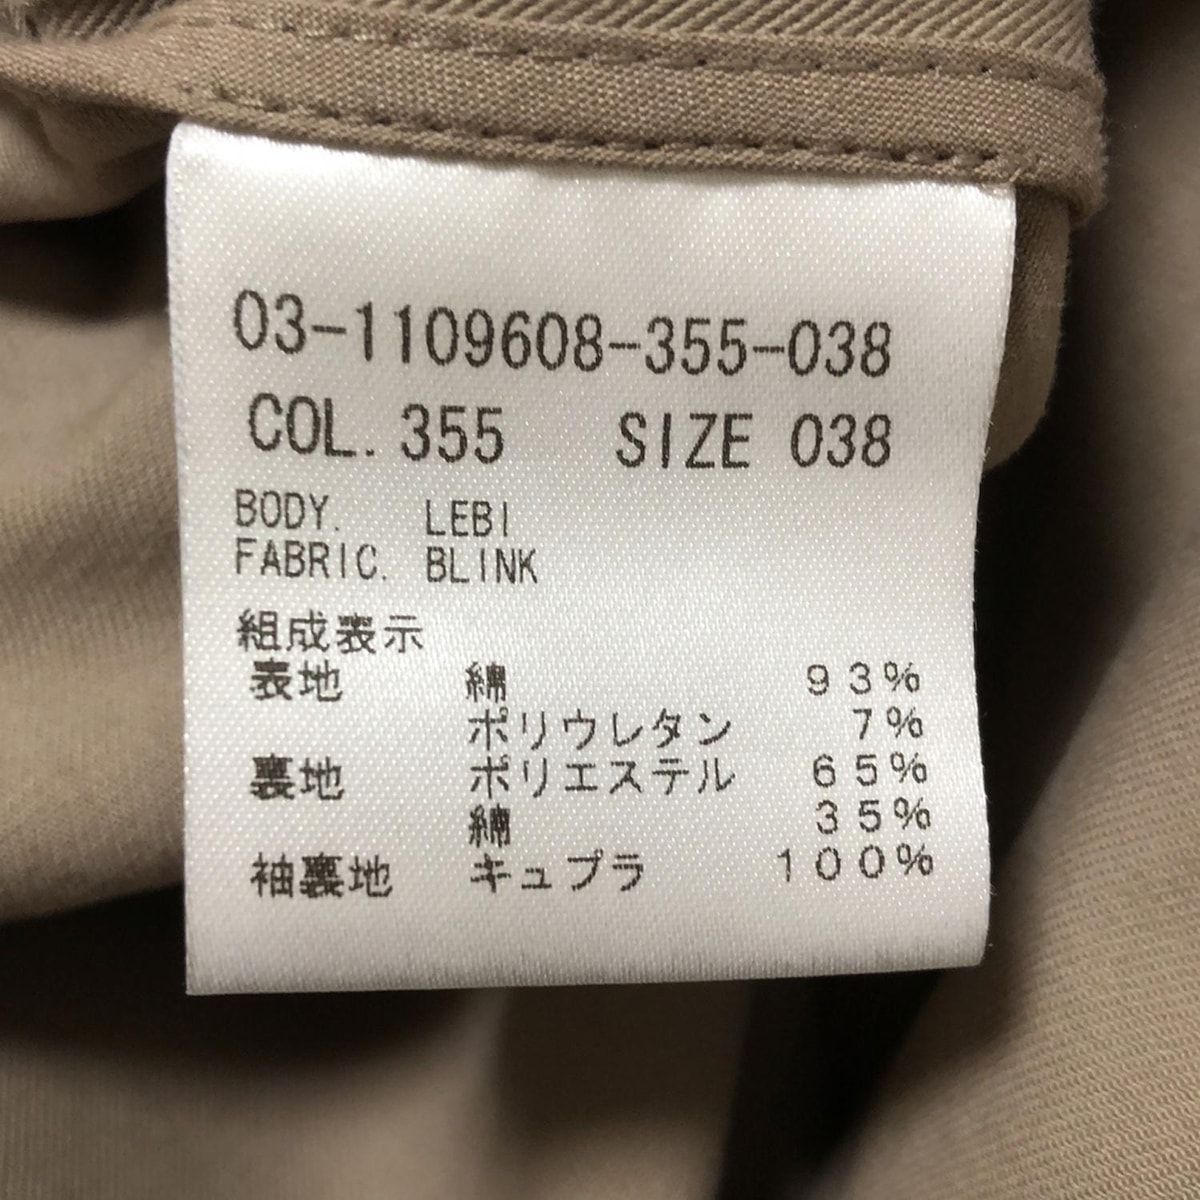 03-1109608-355-038
COL. 355 SIZE 038
BODY. LEBI
FABRIC. BLINK
組成表示
表地 綿 93%
ポリウレタン 7%
裏地 ポリエステル 65%
綿 35%
袖裏地 キュプラ 100%